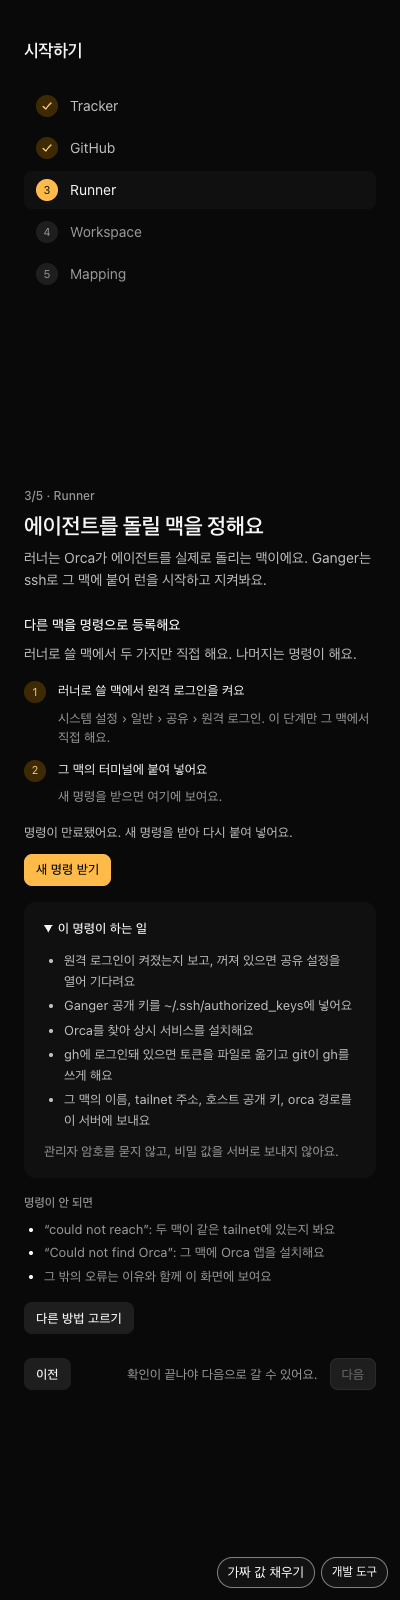 시작하기
Tracker
GitHub
3 Runner
4 Workspace
5 Mapping
3/5 · Runner
에이전트를 돌릴 맥을 정해요
러너는 Orca가 에이전트를 실제로 돌리는 맥이에요. Ganger는
ssh로 그 맥에 붙어 런을 시작하고 지켜봐요.
다른 맥을 명령으로 등록해요
러너로 쓸 맥에서 두 가지만 직접 해요. 나머지는 명령이 해요.
1 러너로 쓸 맥에서 원격 로그인을 켜요
시스템 설정 › 일반 › 공유 › 원격 로그인. 이 단계만 그 맥에서
직접 해요.
2 그 맥의 터미널에 붙여 넣어요
새 명령을 받으면 여기에 보여요.
명령이 만료됐어요. 새 명령을 받아 다시 붙여 넣어요.
새 명령 받기
▼ 이 명령이 하는 일
• 원격 로그인이 켜졌는지 보고, 꺼져 있으면 공유 설정을
열어 기다려요
• Ganger 공개 키를 ~/.ssh/authorized_keys에 넣어요
• Orca를 찾아 상시 서비스를 설치해요
• gh에 로그인돼 있으면 토큰을 파일로 옮기고 git이 gh를
쓰게 해요
• 그 맥의 이름, tailnet 주소, 호스트 공개 키, orca 경로를
이 서버에 보내요
관리자 암호를 묻지 않고, 비밀 값을 서버로 보내지 않아요.
명령이 안 되면
• “could not reach”: 두 맥이 같은 tailnet에 있는지 봐요
• “Could not find Orca”: 그 맥에 Orca 앱을 설치해요
• 그 밖의 오류는 이유와 함께 이 화면에 보여요
다른 방법 고르기
이전 확인이 끝나야 다음으로 갈 수 있어요. 다음
가짜 값 채우기 개발 도구